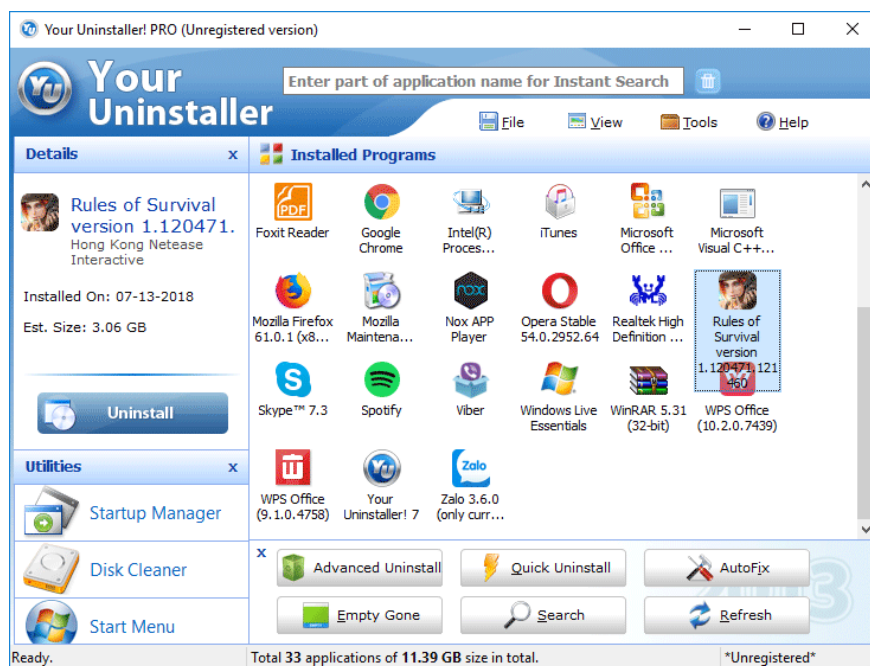 Your Uninstaller! PRO (Unregistered version)
YU
Your
Uninstaller
Enter part of application name for Instant Search
File
View
Tools
Help
Details
x
Rules of Survival
version 1.120471.
Hong Kong Netease
Interactive
Installed On: 07-13-2018
Est. Size: 3.06 GB
Uninstall
Utilities
x
Startup Manager
Disk Cleaner
Start Menu
Installed Programs
PDF
Foxit Reader
Google
Chrome
Intel(R)
Proces...
iTunes
Microsoft
Office ...
Microsoft
Visual C++...
Mozilla Firefox
61.0.1 (x8...
Mozilla
Maintena...
nox
Nox APP
Player
Opera Stable
54.0.2952.64
Realtek High
Definition ...
Rules of
Survival
version
1.120471.121
460
Skype™ 7.3
Spotify
Viber
Windows Live
Essentials
WinRAR 5.31
(32-bit)
WPS Office
(10.2.0.7439)
WPS Office
(9.1.0.4758)
YU
Your
Uninstaller! 7
Zalo
Zalo 3.6.0
(only curr...
x
Advanced Uninstall
Quick Uninstall
AutoFix
Empty Gone
Search
Refresh
Ready.
Total 33 applications of 11.39 GB size in total.
*Unregistered*